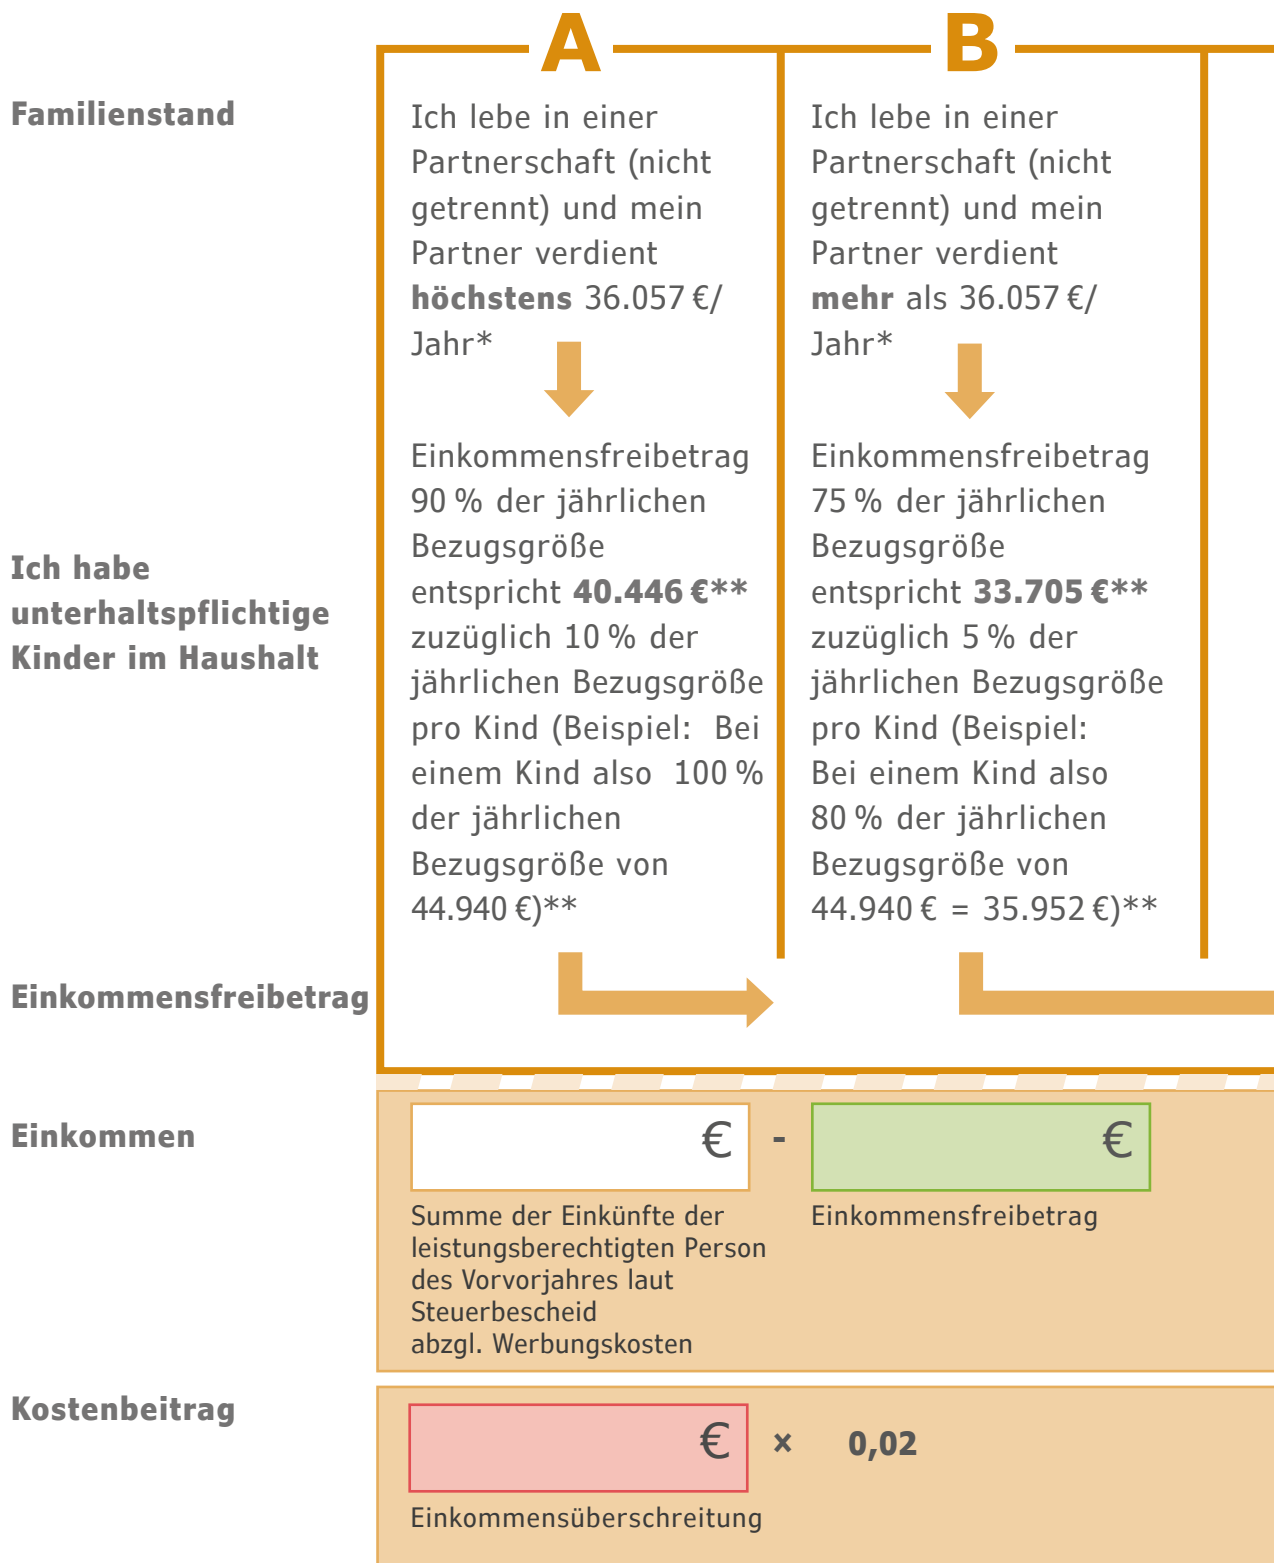 A
B
Familienstand
Ich lebe in einer
Partnerschaft (nicht
getrennt) und mein
Partner verdient
höchstens 36.057 €/
Jahr*
Ich lebe in einer
Partnerschaft (nicht
getrennt) und mein
Partner verdient
mehr als 36.057 €/
Jahr*
Ich habe
unterhaltspflichtige
Kinder im Haushalt
Einkommensfreibetrag
90 % der jährlichen
Bezugsgröße
entspricht 40.446 €**
zuzüglich 10 % der
jährlichen Bezugsgröße
pro Kind (Beispiel: Bei
einem Kind also 100 %
der jährlichen
Bezugsgröße von
44.940 €)**
Einkommensfreibetrag
75 % der jährlichen
Bezugsgröße
entspricht 33.705 €**
zuzüglich 5 % der
jährlichen Bezugsgröße
pro Kind (Beispiel:
Bei einem Kind also
80 % der jährlichen
Bezugsgröße von
44.940 € = 35.952 €)**
Einkommensfreibetrag
Einkommen
€ - €
Summe der Einkünfte der
leistungsberechtigten Person
des Vorvorjahres laut
Steuerbescheid
abzgl. Werbungskosten
Einkommensfreibetrag
Kostenbeitrag
€ × 0,02
Einkommensüberschreitung